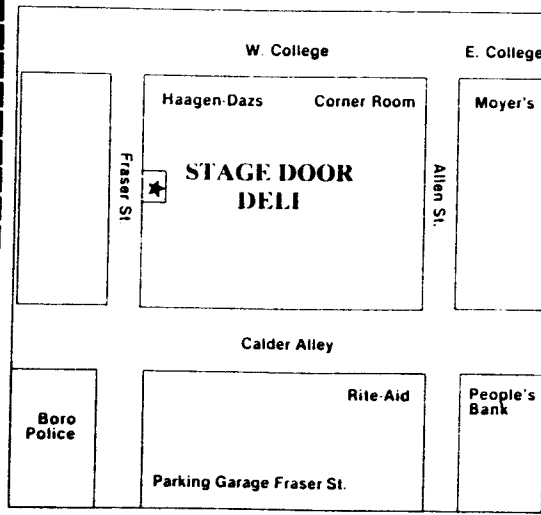 W. College
E. College
Haagen-Dazs
Corner Room
Moyer's
Fraser St
STAGE DOOR
DELI
Allen St.
Calder Alley
Boro
Police
Rite-Aid
People's
Bank
Parking Garage Fraser St.